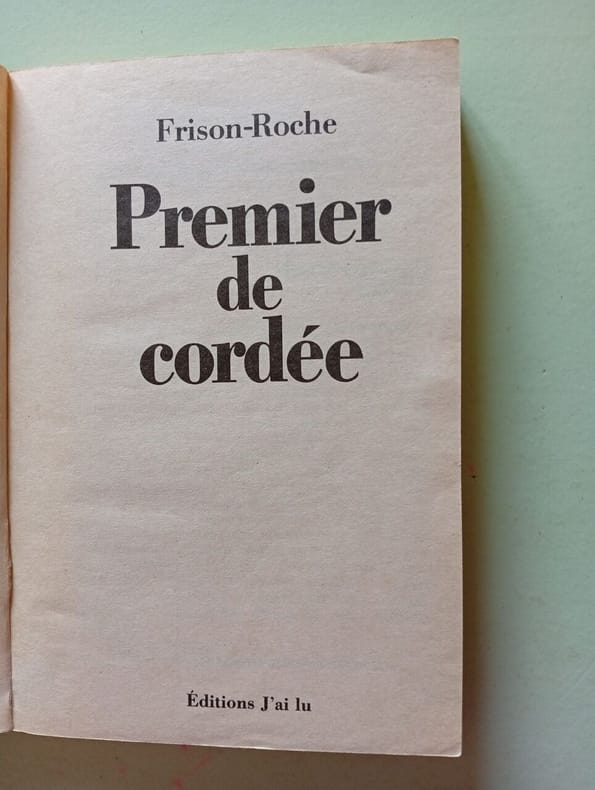 Frison-Roche
Premier
de
cordée
Éditions J'ai lu